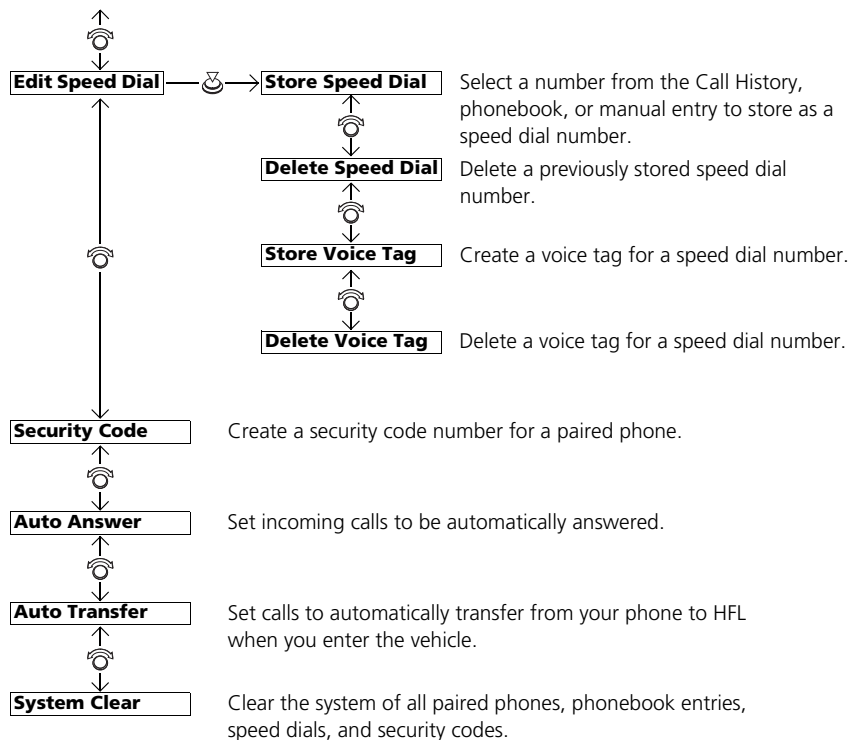 Edit Speed Dial
Store Speed Dial
Select a number from the Call History,
phonebook, or manual entry to store as a
speed dial number.
Delete Speed Dial
Delete a previously stored speed dial
number.
Store Voice Tag
Create a voice tag for a speed dial number.
Delete Voice Tag
Delete a voice tag for a speed dial number.
Security Code
Create a security code number for a paired phone.
Auto Answer
Set incoming calls to be automatically answered.
Auto Transfer
Set calls to automatically transfer from your phone to HFL
when you enter the vehicle.
System Clear
Clear the system of all paired phones, phonebook entries,
speed dials, and security codes.